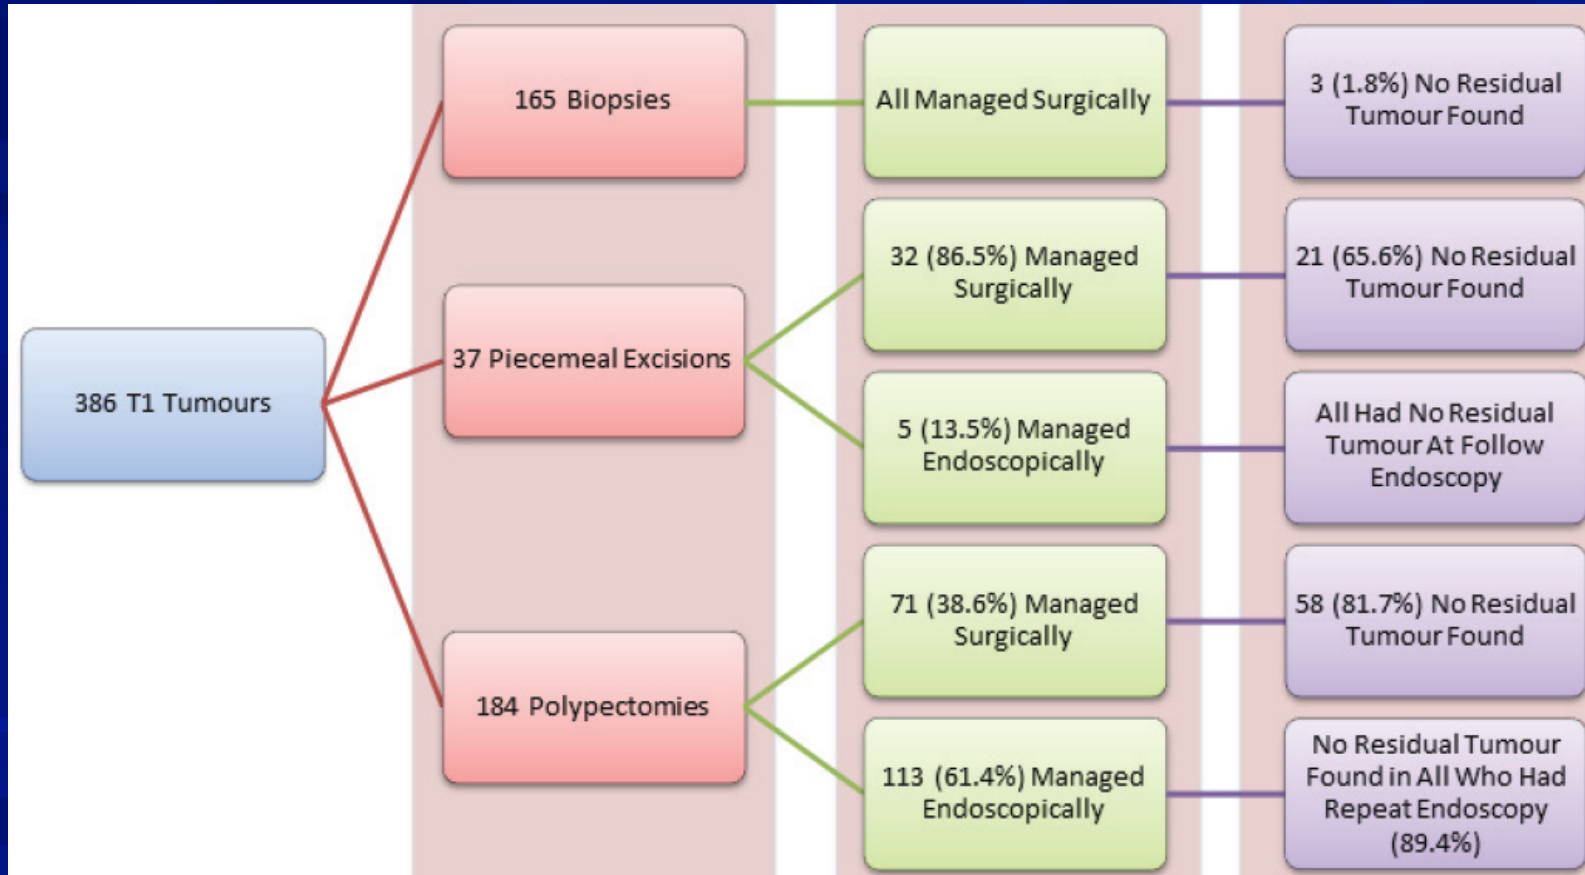 386 T1 Tumours
165 Biopsies
37 Piecemeal Excisions
184 Polypectomies
All Managed Surgically
32 (86.5%) Managed
Surgically
5 (13.5%) Managed
Endoscopically
71 (38.6%) Managed
Surgically
113 (61.4%) Managed
Endoscopically
3 (1.8%) No Residual
Tumour Found
21 (65.6%) No Residual
Tumour Found
All Had No Residual
Tumour At Follow
Endoscopy
58 (81.7%) No Residual
Tumour Found
No Residual Tumour
Found in All Who Had
Repeat Endoscopy
(89.4%)